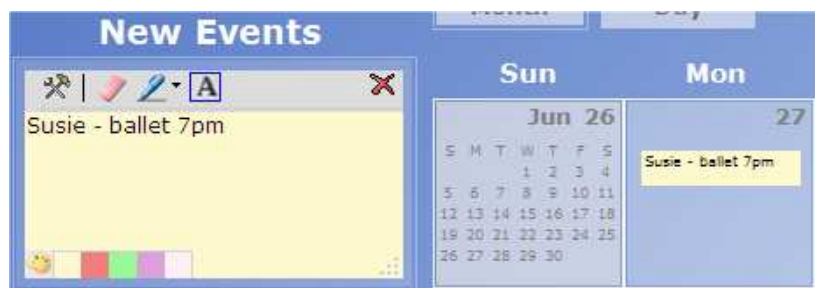 New Events
A
Susie - ballet 7pm
Month
Day
Sun
Mon
Jun 26
S M T W T F S
1 2 3 4
5 6 7 8 9 10 11
12 13 14 15 16 17 18
19 20 21 22 23 24 25
26 27 28 29 30
27
Susie - ballet 7pm